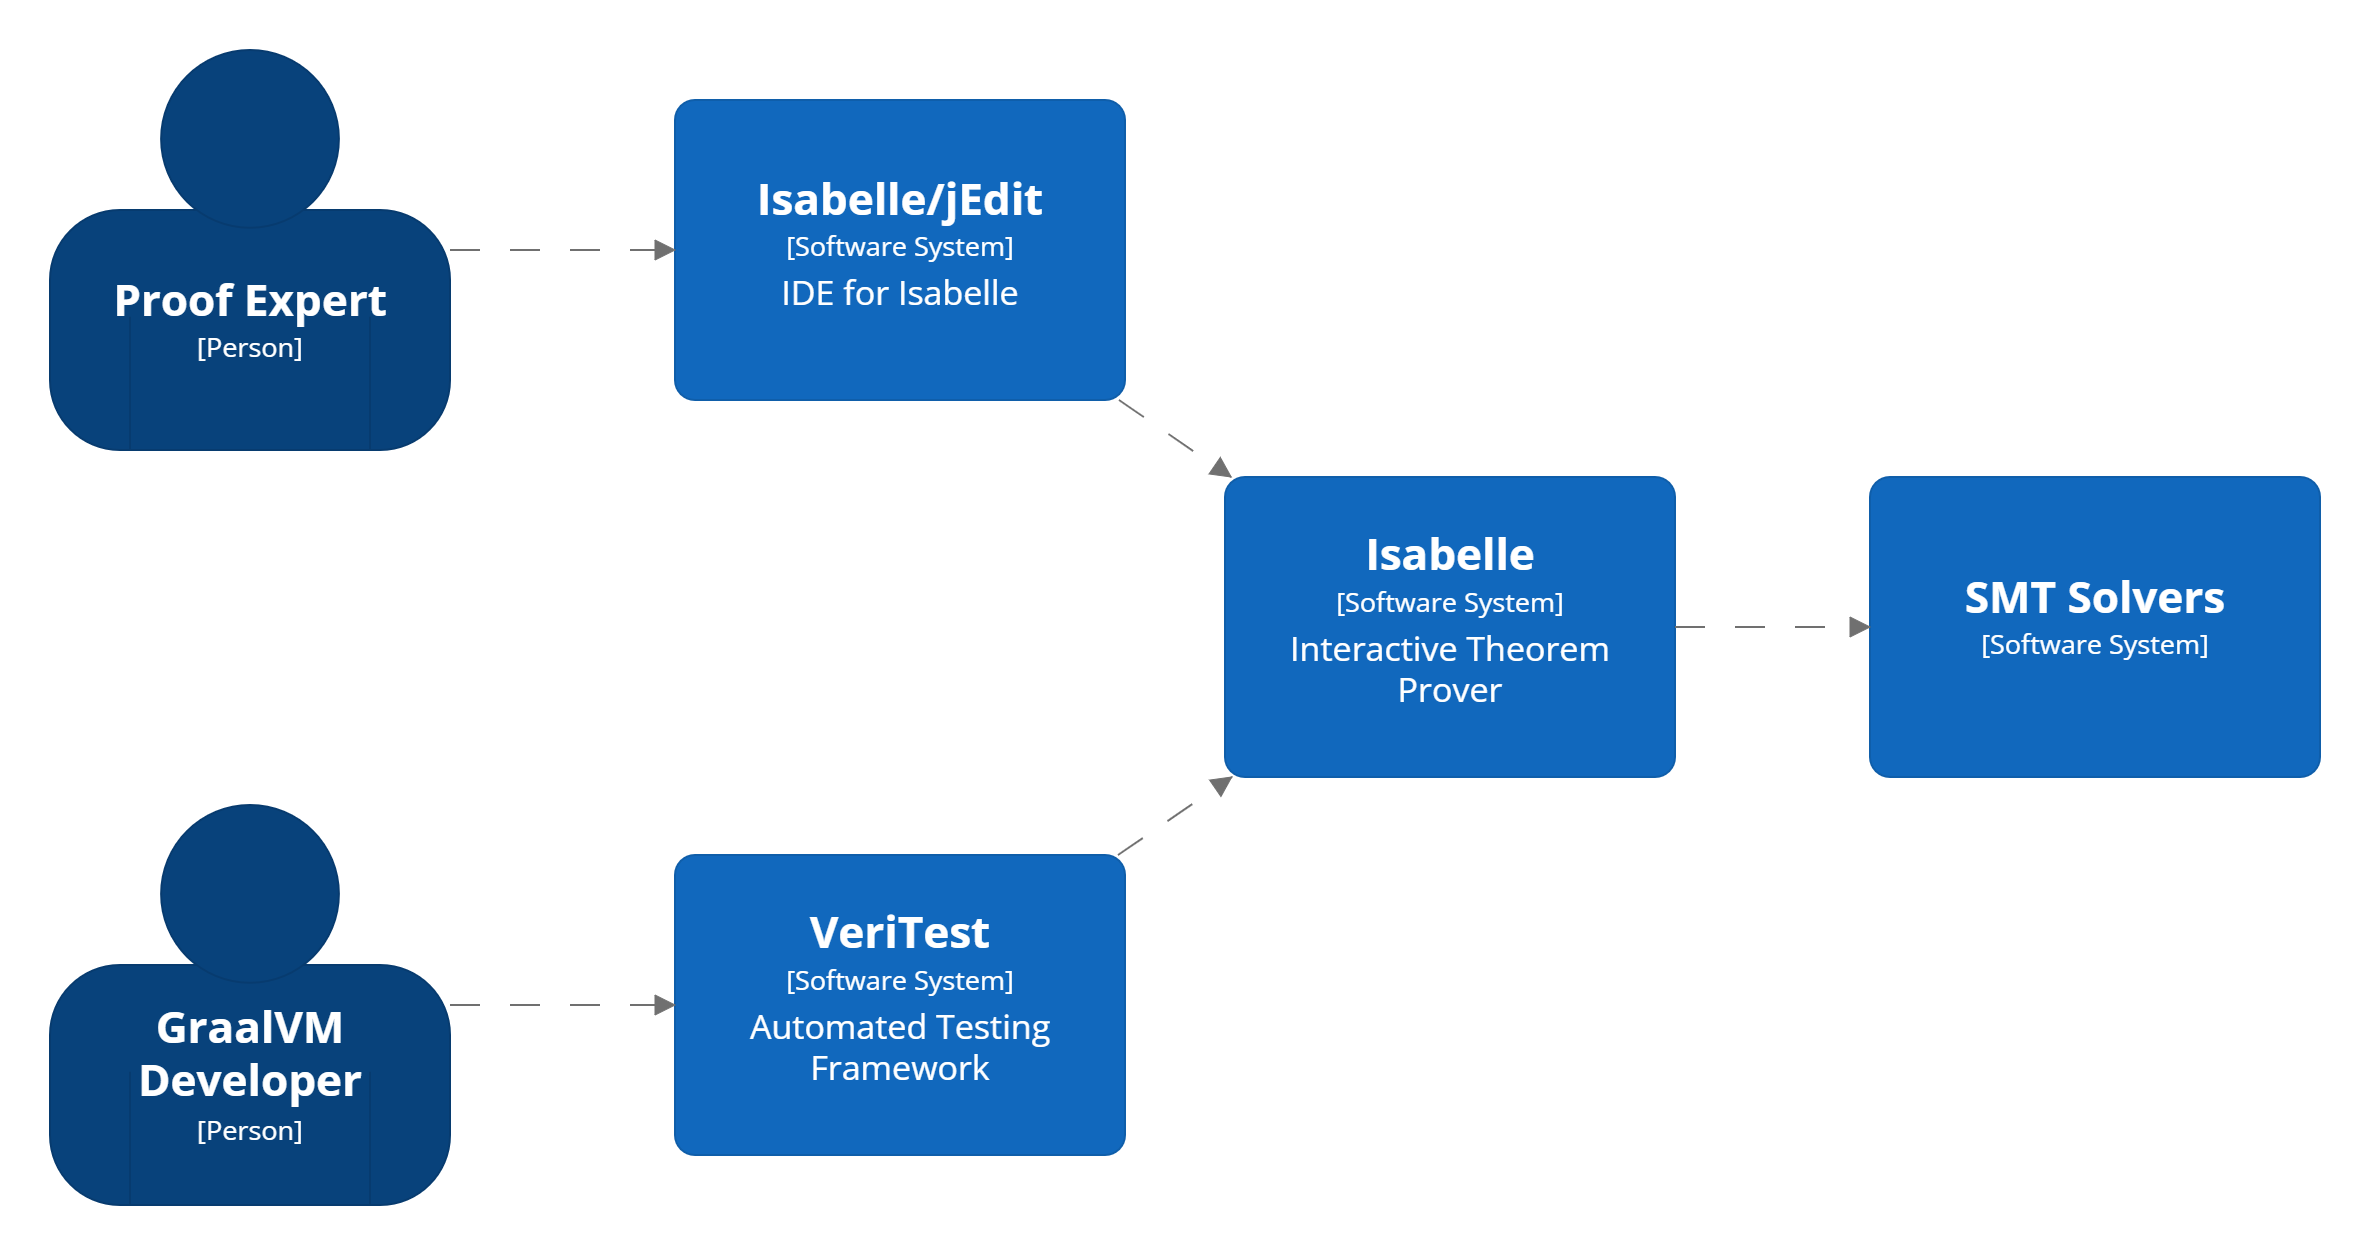 Proof Expert
[Person]
Isabelle/jEdit
[Software System]
IDE for Isabelle
Isabelle
[Software System]
Interactive Theorem
Prover
SMT Solvers
[Software System]
GraalVM
Developer
[Person]
VeriTest
[Software System]
Automated Testing
Framework